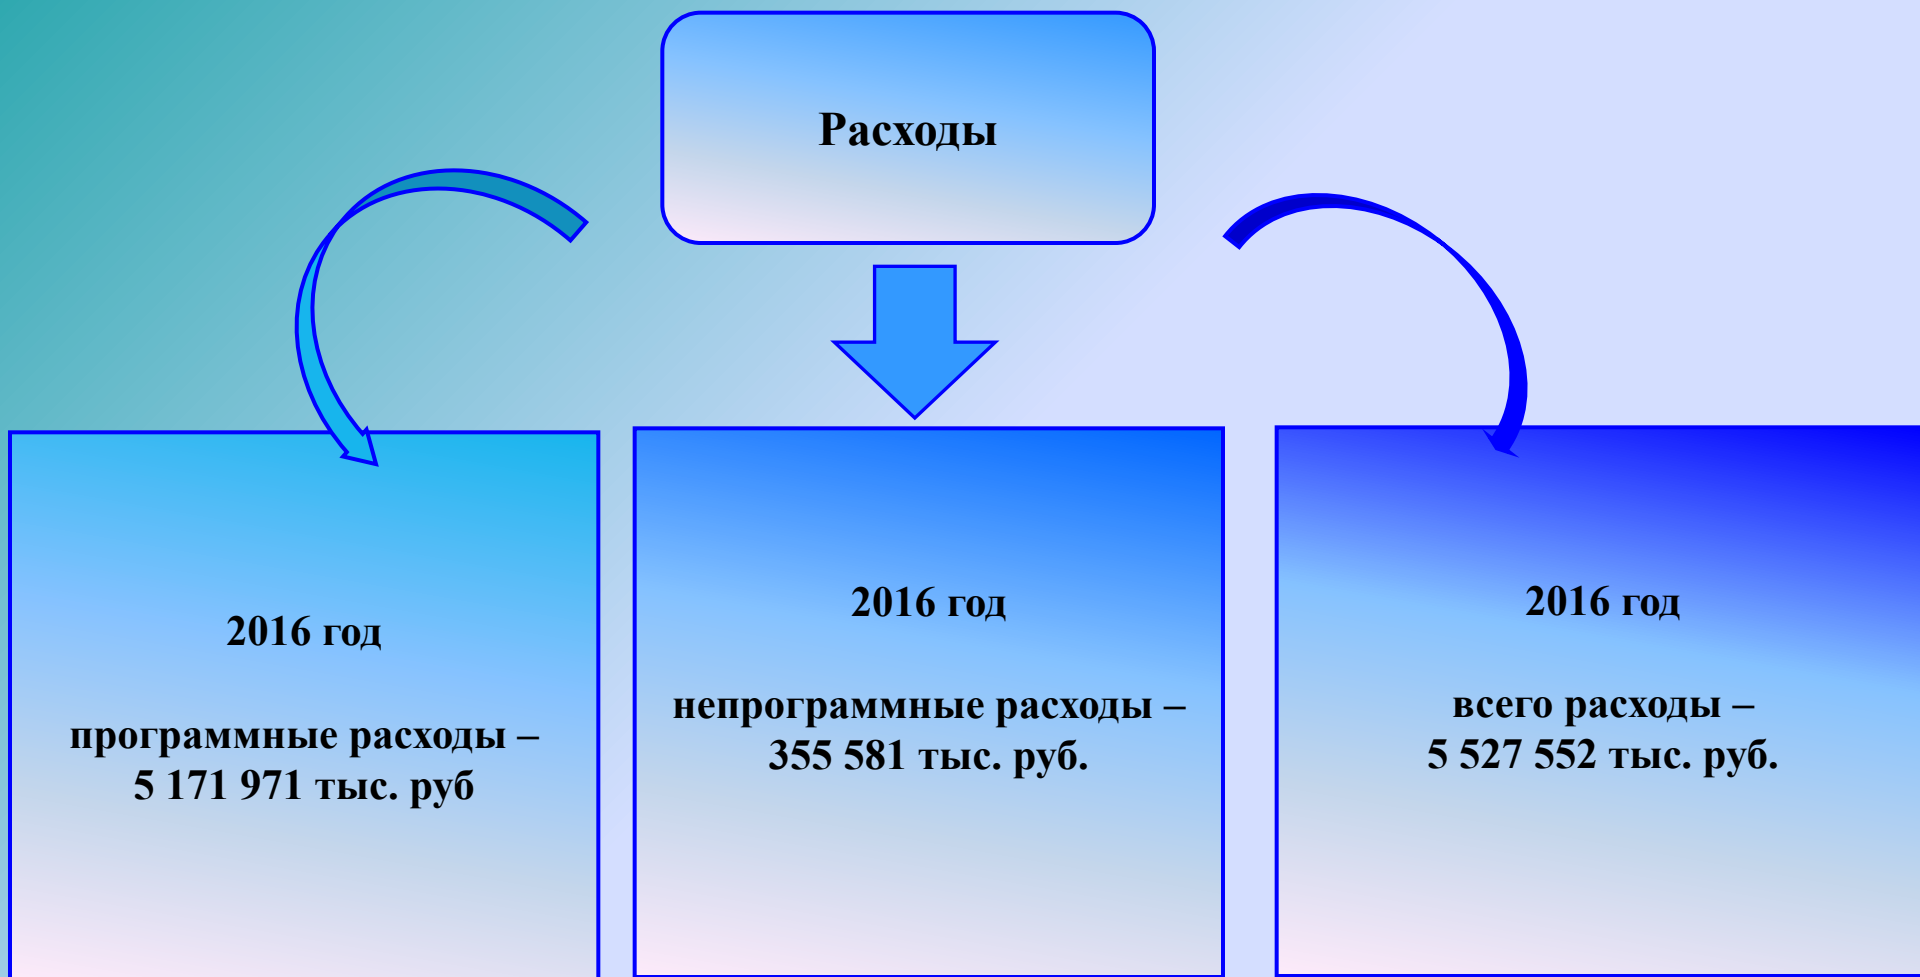 Расходы
2016 год
программные расходы –
5 171 971 тыс. руб
2016 год
непрограммные расходы –
355 581 тыс. руб.
2016 год
всего расходы –
5 527 552 тыс. руб.